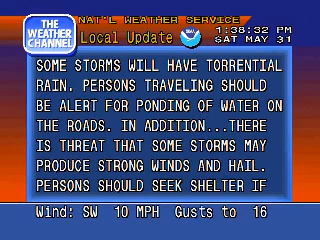 NAT'L WEATHER SERVICE
THE
WEATHER
CHANNEL
Local Update
1:38:32 PM
SAT MAY 31
SOME STORMS WILL HAVE TORRENTIAL
RAIN. PERSONS TRAVELING SHOULD
BE ALERT FOR PONDING OF WATER ON
THE ROADS. IN ADDITION...THERE
IS THREAT THAT SOME STORMS MAY
PRODUCE STRONG WINDS AND HAIL.
PERSONS SHOULD SEEK SHELTER IF
Wind: SW 10 MPH Gusts to 16